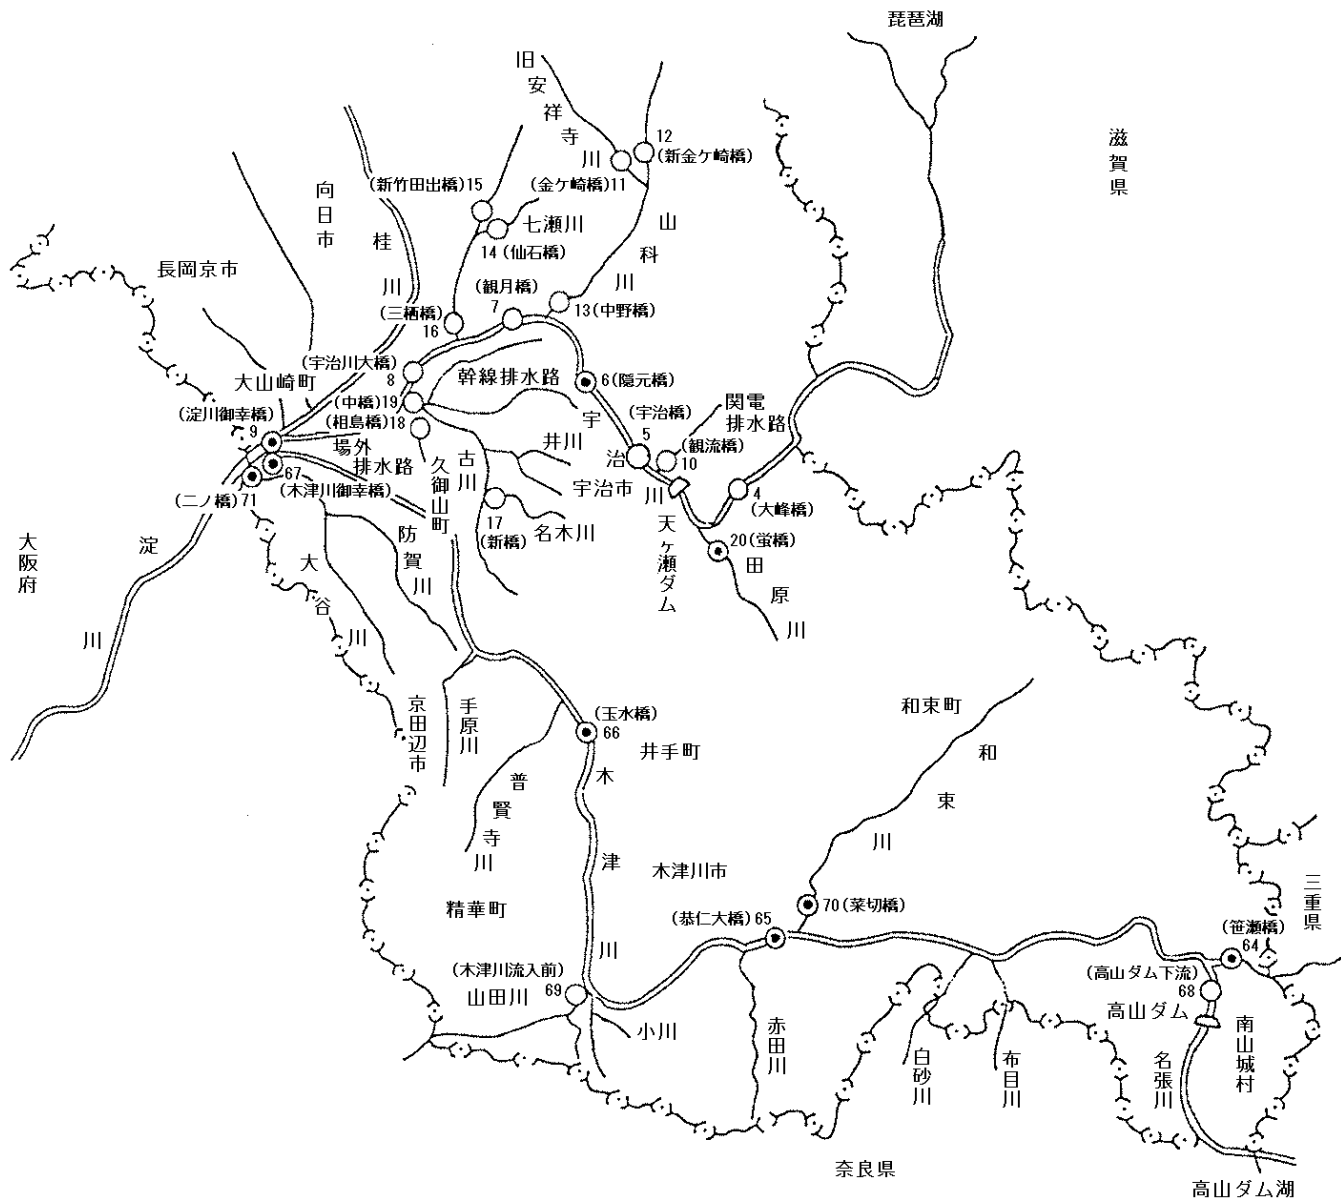 琵琶湖
滋賀県
旧安祥寺川
12
(新金ケ崎橋)
(新竹田出橋)15
(金ケ崎橋)11
向日市
桂川
七瀬川
14(仙石橋)
山科川
長岡京市
(観月橋)
7
13(中野橋)
(三栖橋)
16
(宇治川大橋)
8
幹線排水路
6(隠元橋)
大山崎町
(中橋)19
(淀川御幸橋)
9
(相島橋)18
宇治川
(宇治橋)
5
関電
排水路
(観流橋)
10
場外
排水路
井川
古川
久御山町
宇治市
67
(木津川御幸橋)
(二ノ橋)71
4
(大峰橋)
17
(新橋)
名木川
天ヶ瀬ダム
20(蛍橋)
田原川
大阪府
淀川
大谷川
防賀川
京田辺市
手原川
(玉水橋)
66
井手町
和束町
和束川
普賢寺川
木津川
木津川市
精華町
70(菜切橋)
(恭仁大橋)65
三重県
(笹瀬橋)
64
(木津川流入前)
山田川
69
(高山ダム下流)
68
高山ダム
小川
赤田川
白砂川
布目川
名張川
南山城村
奈良県
高山ダム湖